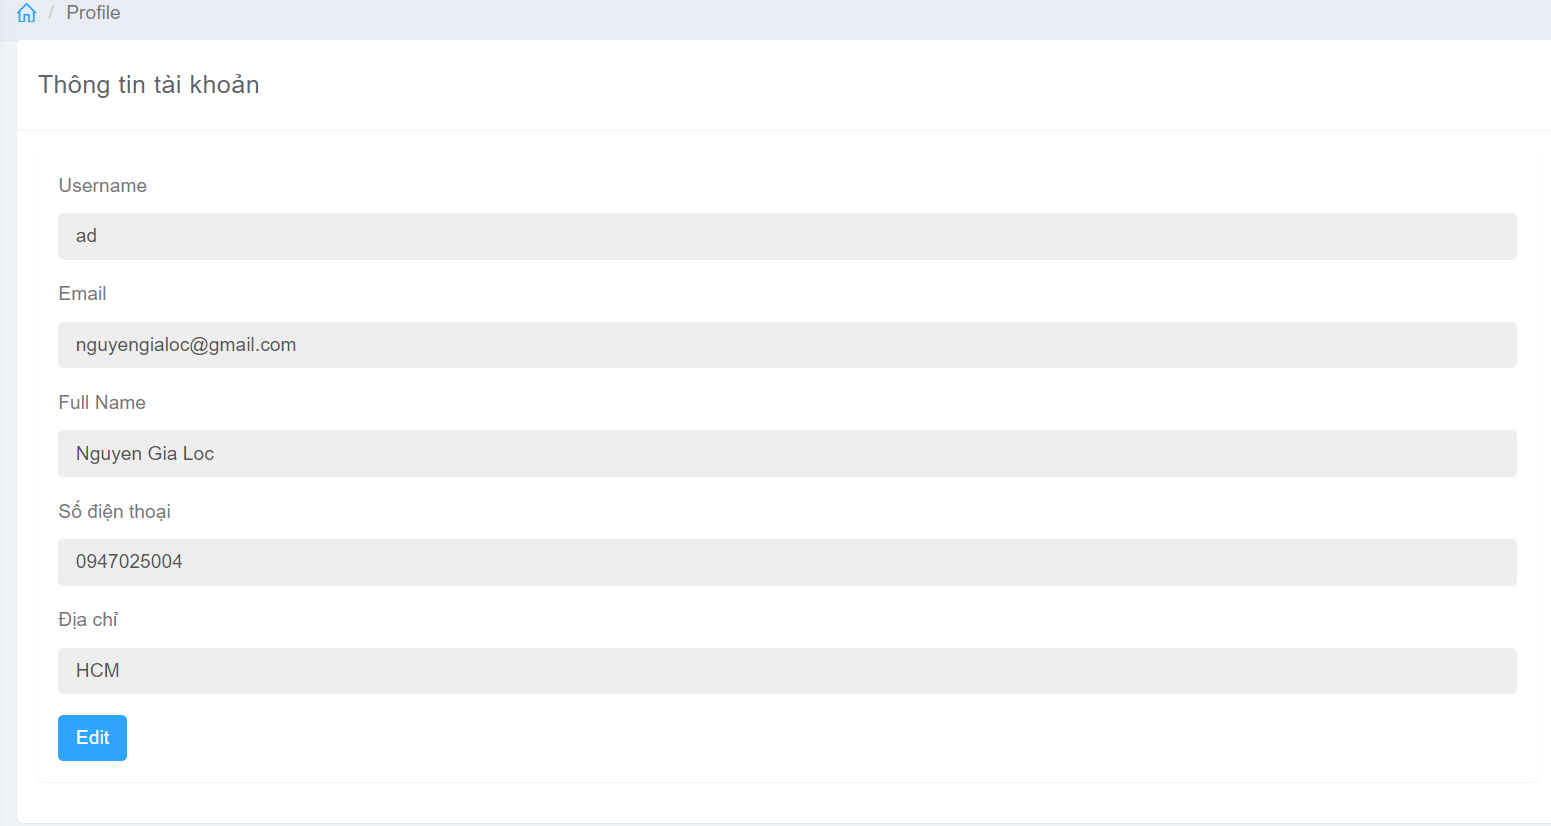 / Profile
Thông tin tài khoản
Username
ad
Email
nguyengialoc@gmail.com
Full Name
Nguyen Gia Loc
Số điện thoại
0947025004
Địa chỉ
HCM
Edit